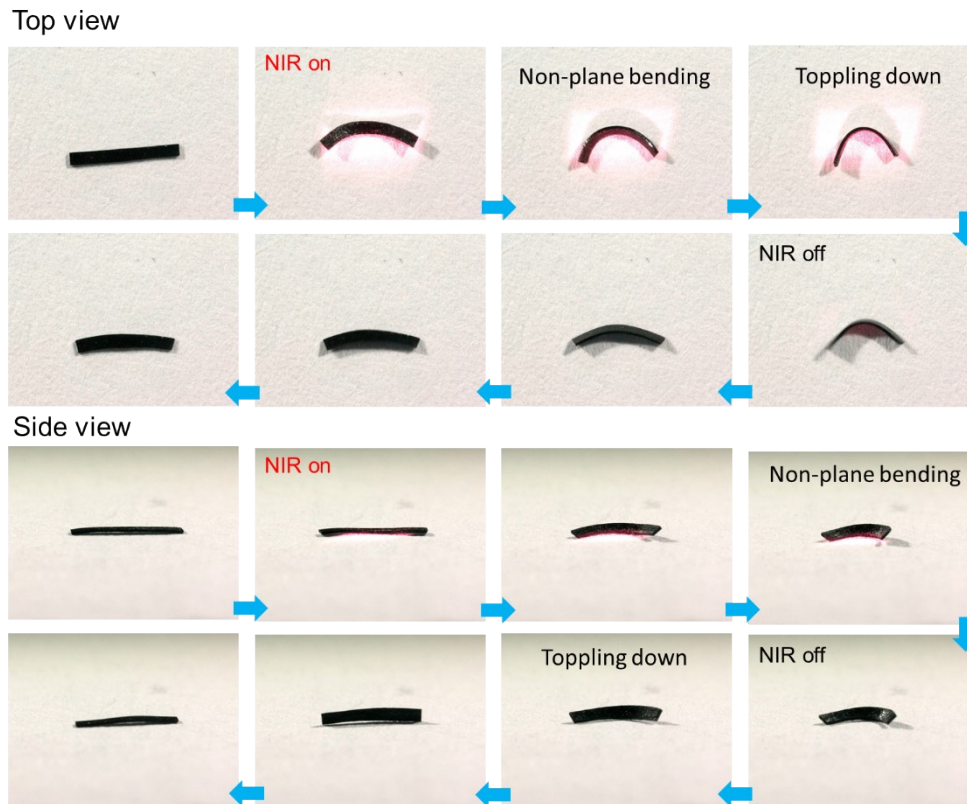 Top view
NIR on
Non-plane bending
Toppling down
NIR off
Side view
NIR on
Non-plane bending
Toppling down
NIR off